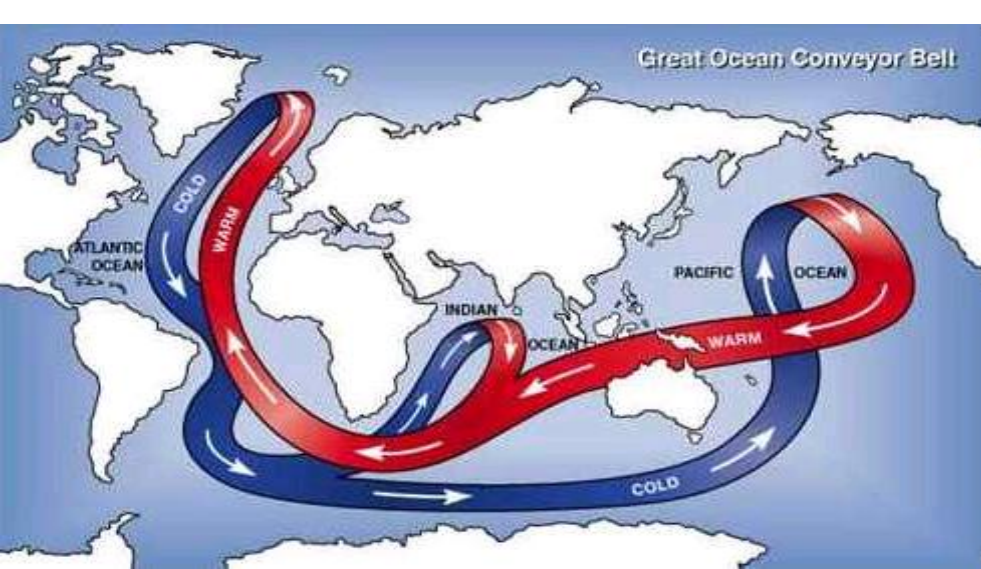 Great Ocean Conveyor Belt
COLD
WARM
ATLANTIC
OCEAN
PACIFIC OCEAN
INDIAN
OCEAN
WARM
COLD